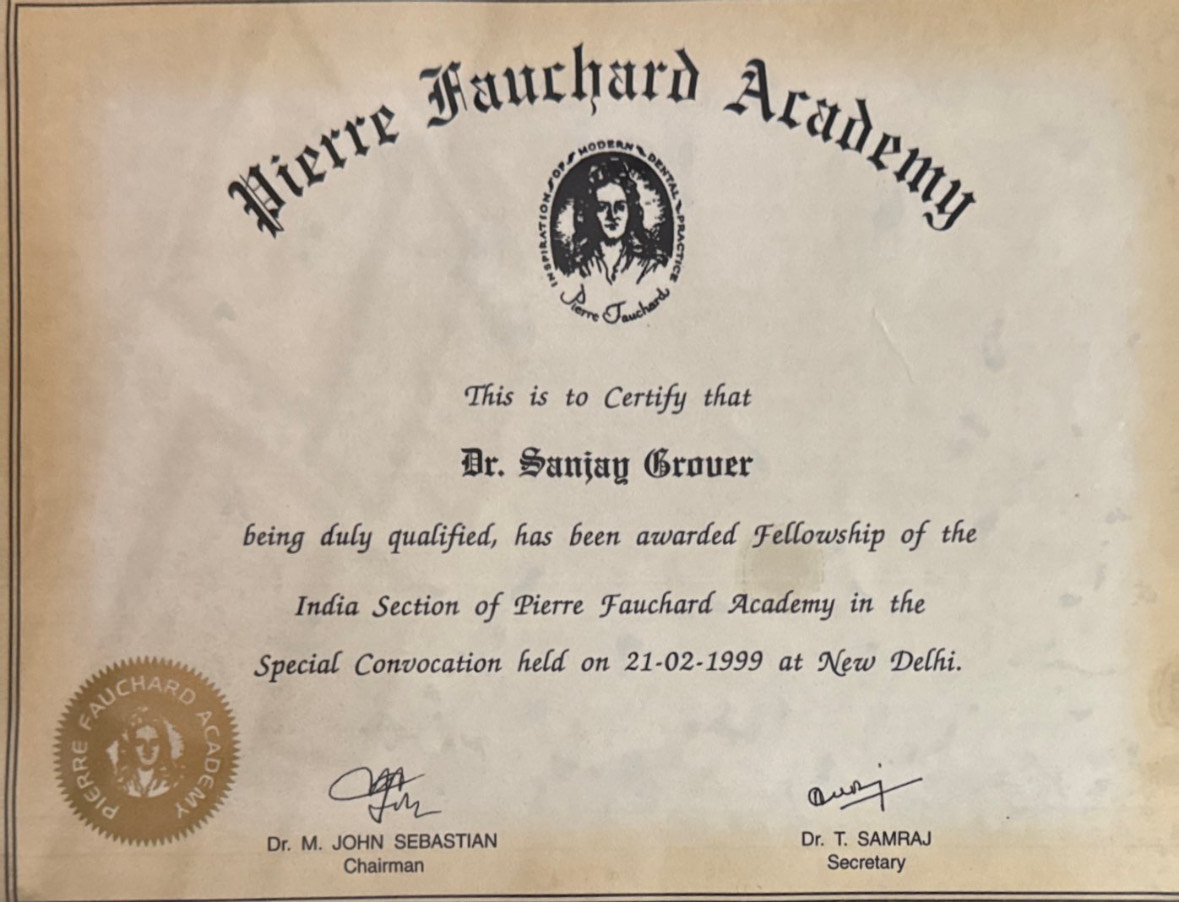 Pierre Fauchard Academy
INSPIRATION OF MODERN DENTAL PRACTICE
Pierre Fauchard
This is to Certify that
Dr. Sanjay Grover
being duly qualified, has been awarded Fellowship of the
India Section of Pierre Fauchard Academy in the
Special Convocation held on 21-02-1999 at New Delhi.
PIERRE FAUCHARD ACADEMY
Dr. M. JOHN SEBASTIAN
Chairman
Dr. T. SAMRAJ
Secretary